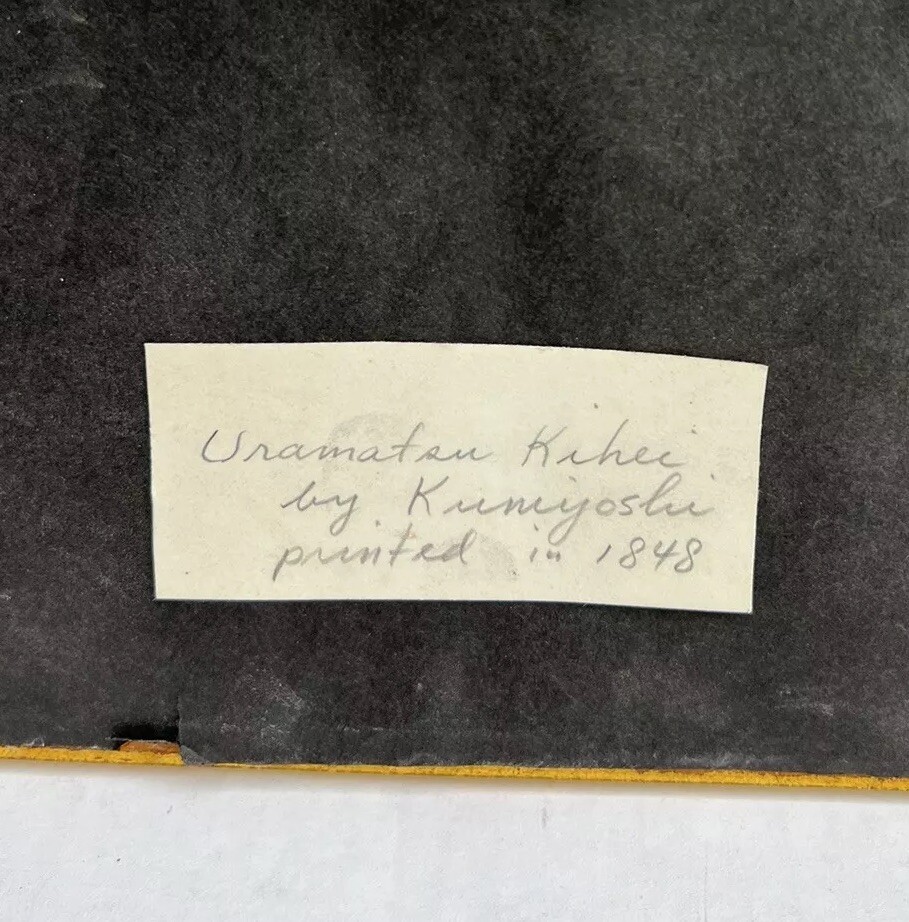 Uramatsu Kihei
by Kuniyoshi
printed in 1848